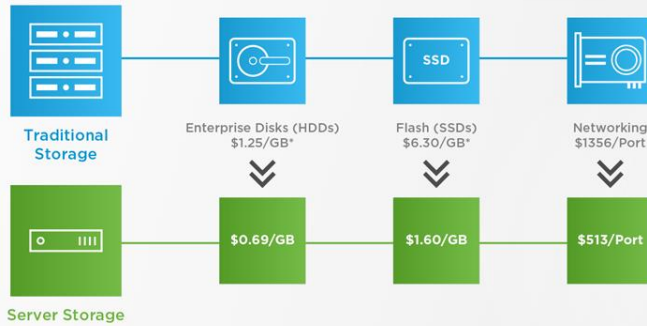 SSD
Traditional
Storage
Enterprise Disks (HDDs)
$1.25/GB*
Flash (SSDs)
$6.30/GB*
Networking
$1356/Port
$0.69/GB
$1.60/GB
$513/Port
Server Storage